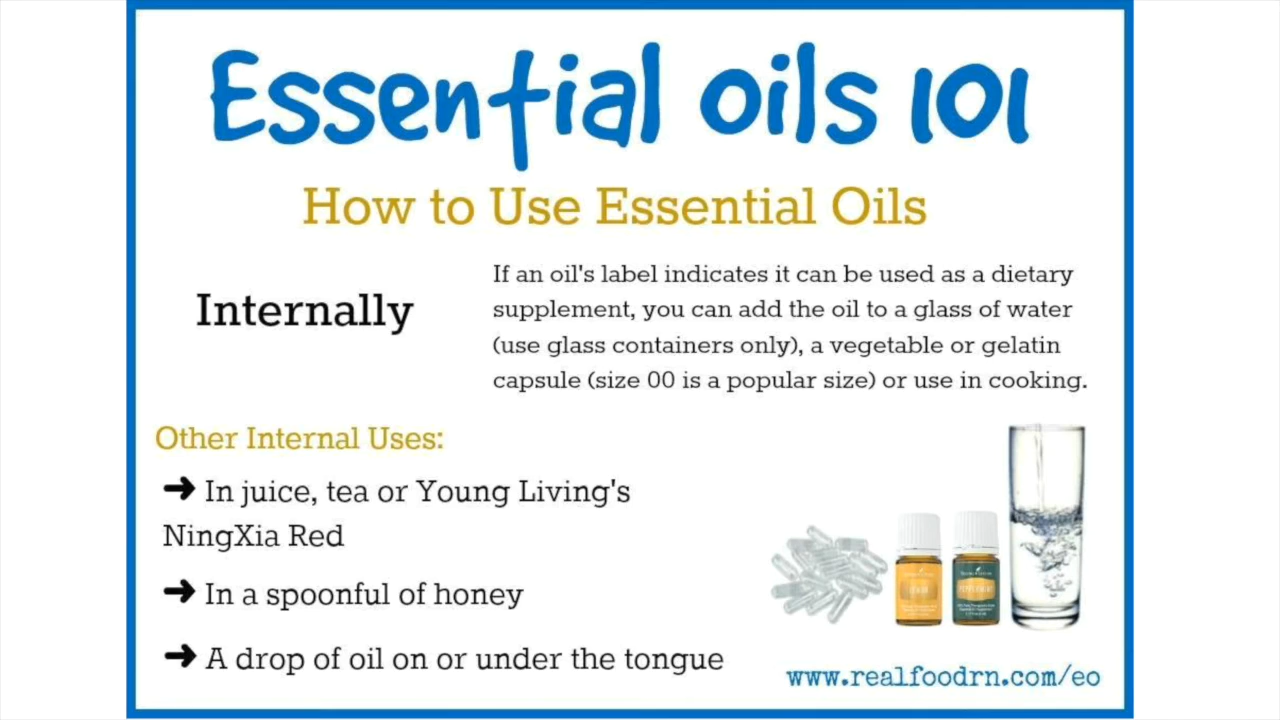 Essential oils 101
How to Use Essential Oils
Internally
If an oil's label indicates it can be used as a dietary
supplement, you can add the oil to a glass of water
(use glass containers only), a vegetable or gelatin
capsule (size 00 is a popular size) or use in cooking.
Other Internal Uses:
➜ In juice, tea or Young Living's
NingXia Red
➜ In a spoonful of honey
➜ A drop of oil on or under the tongue
LEMON
PEPPERMINT
www.realfoodrn.com/eo